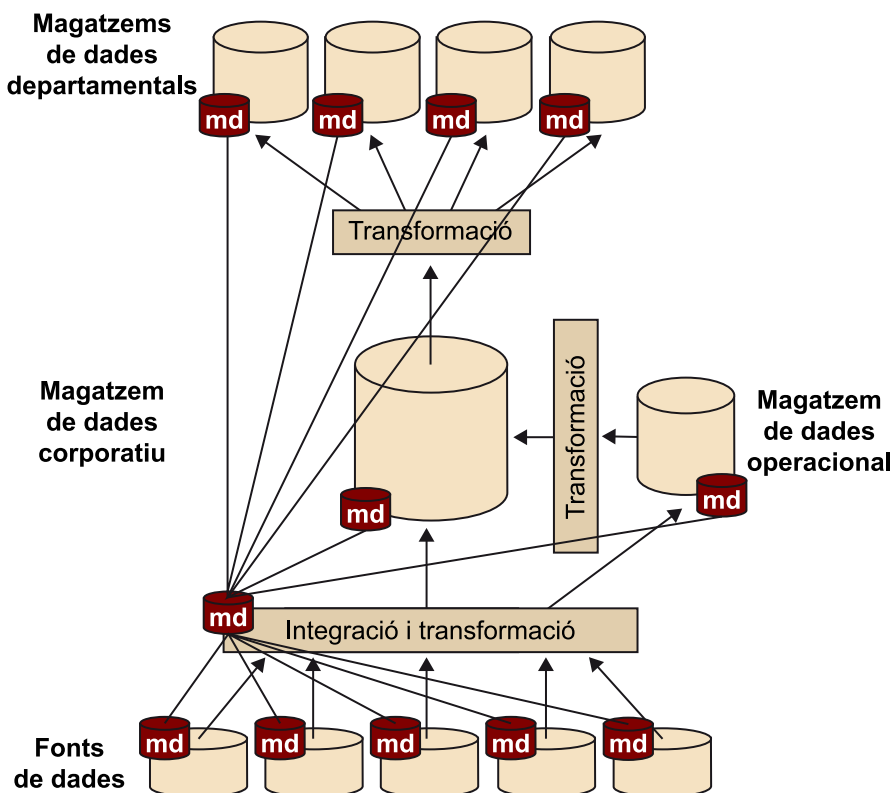 Magatzems
de dades
departamentals
md
md
md
md
Transformació
Magatzem
de dades
corporatiu
Transformació
Magatzem
de dades
operacional
md
md
md
Integració i transformació
md
md
md
md
md
Fonts
de dades